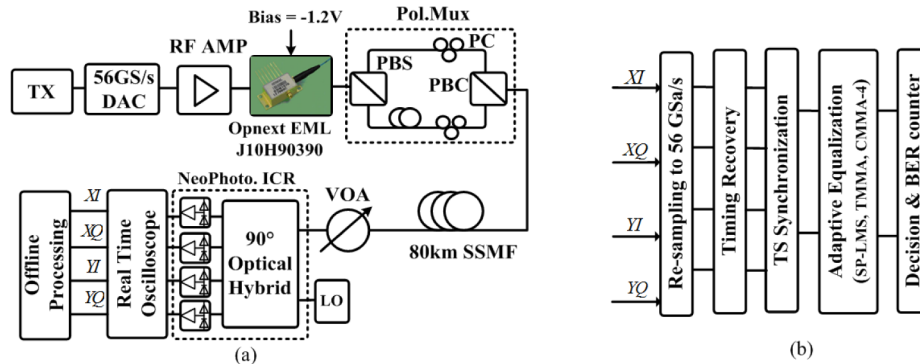 Bias = -1.2V
Pol.Mux
RF AMP
PC
PBS
TX
56GS/s
DAC
PBC
Opnext EML
J10H90390
NeoPhoto. ICR
VOA
80km SSMF
Offline
Processing
XI
XQ
YI
YQ
Real Time
Oscilloscope
90°
Optical
Hybrid
LO
(a)
XI
XQ
YI
YQ
Re-sampling to 56 GSa/s
Timing Recovery
TS Synchronization
Adaptive Equalization
(SP-LMS, TMMA, CMMA-4)
Decision & BER counter
(b)